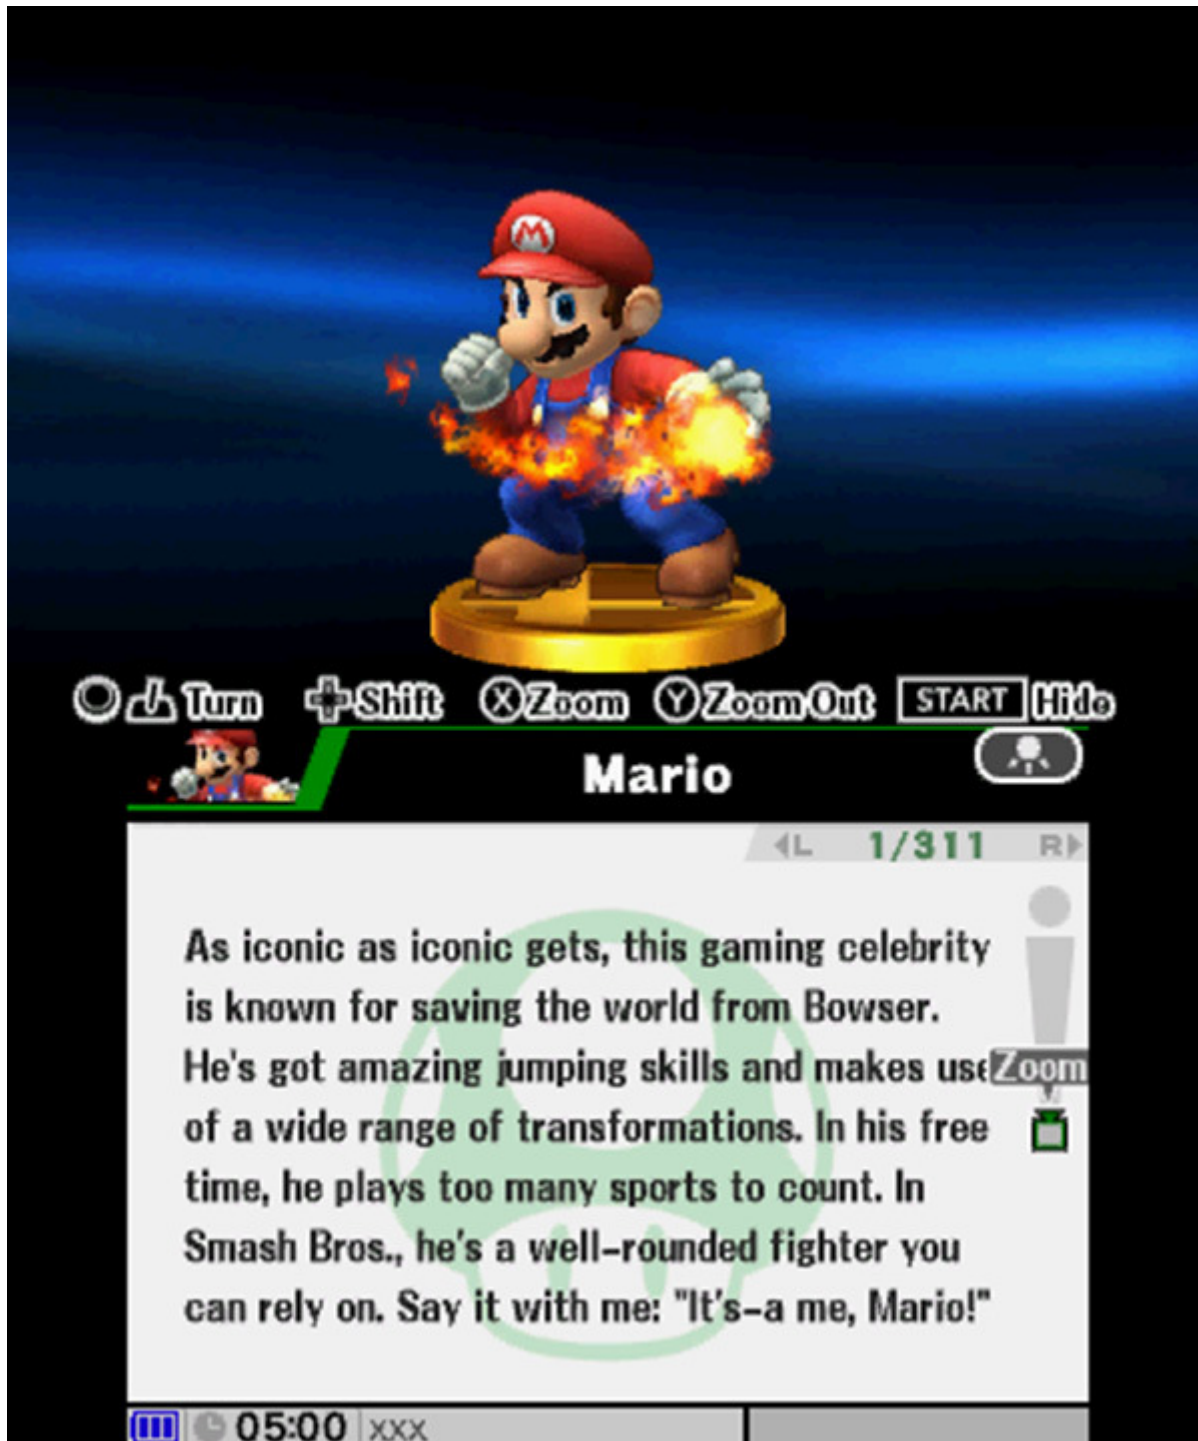 M
Turn Shift X Zoom Y Zoom Out START Hide
Mario
L 1/311 R
As iconic as iconic gets, this gaming celebrity
is known for saving the world from Bowser.
He's got amazing jumping skills and makes use
of a wide range of transformations. In his free
time, he plays too many sports to count. In
Smash Bros., he's a well-rounded fighter you
can rely on. Say it with me: "It's-a me, Mario!"
Zoom
05:00 xxx